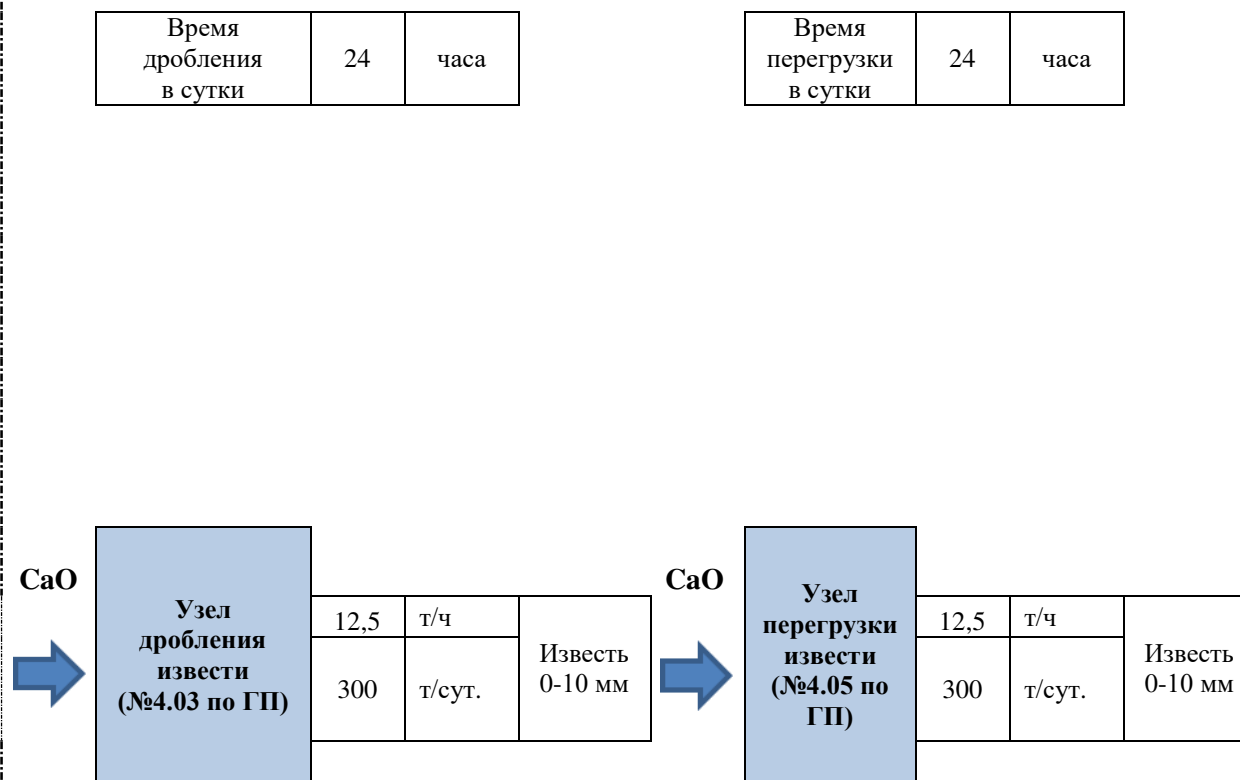 Время
дробления
в сутки
24
часа
Время
перегрузки
в сутки
24
часа
CaO
Узел
дробления
извести
(№4.03 по ГП)
12,5
т/ч
300
т/сут.
Известь
0-10 мм
CaO
Узел
перегрузки
извести
(№4.05 по
ГП)
12,5
т/ч
300
т/сут.
Известь
0-10 мм